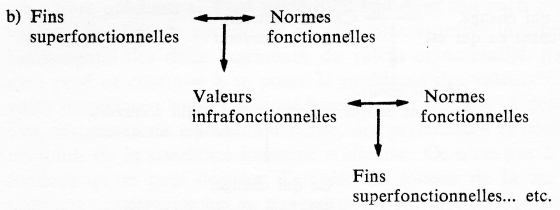 b) Fins Normes
superfonctionnelles fonctionnelles
Valeurs Normes
infrafonctionnelles fonctionnelles
Fins
superfonctionnelles... etc.